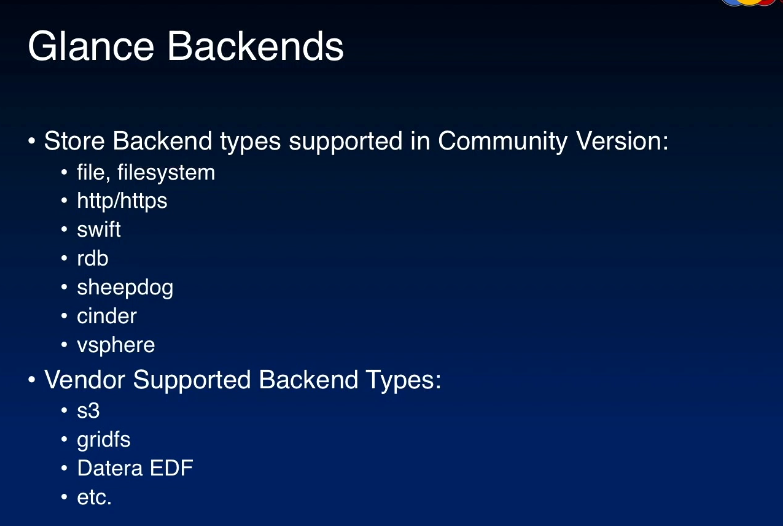 Glance Backends
• Store Backend types supported in Community Version:
• file, filesystem
• http/https
• swift
• rdb
• sheepdog
• cinder
• vsphere
• Vendor Supported Backend Types:
• s3
• gridfs
• Datera EDF
• etc.